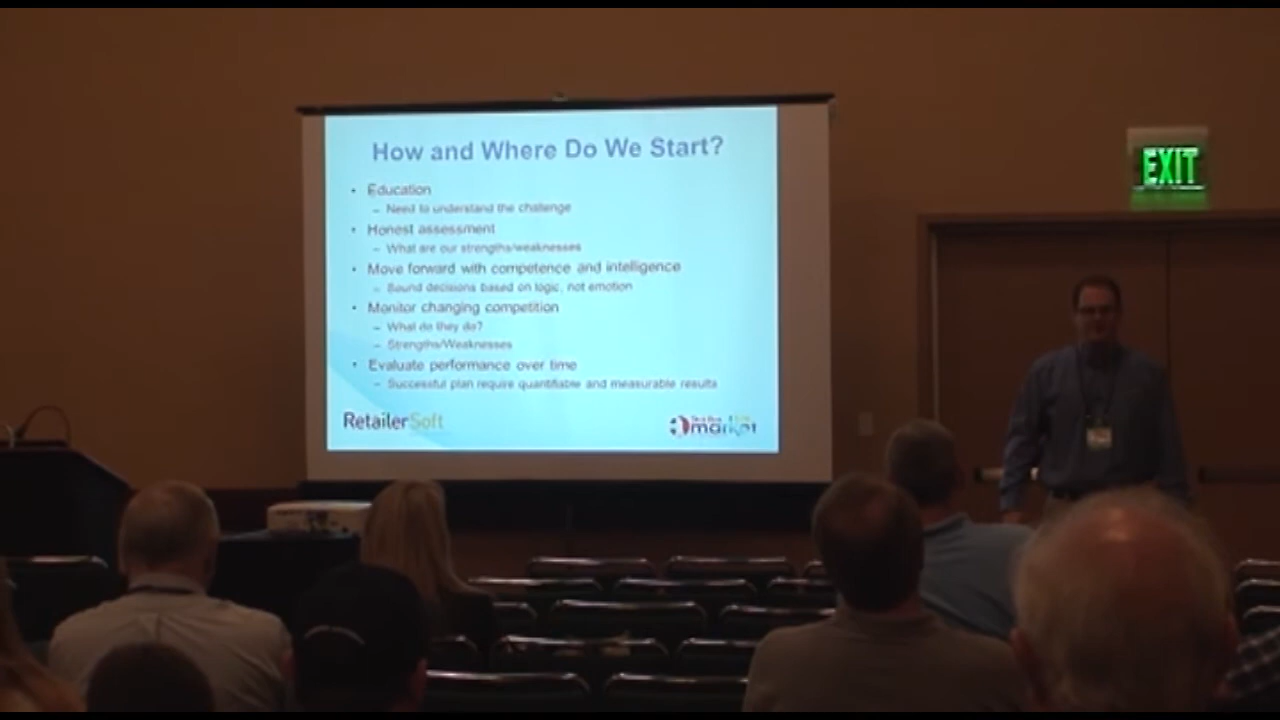 How and Where Do We Start?
• Education
– Need to understand the challenge
• Honest assessment
– What are our strengths/weaknesses
• Move forward with competence and intelligence
– Sound decisions based on logic, not emotion
• Monitor changing competition
– What do they do?
– Strengths/Weaknesses
• Evaluate performance over time
– Successful plan require quantifiable and measurable results
RetailerSoft
market
EXIT